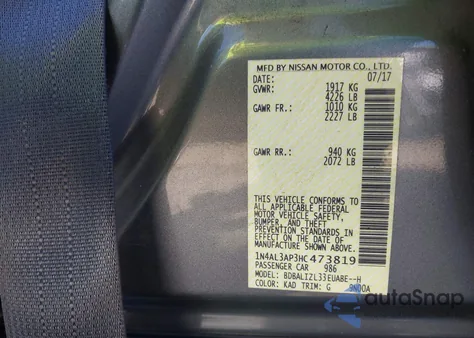 MFD BY NISSAN MOTOR CO., LTD.
DATE: 07/17
GVWR: 1917 KG
4226 LB
GAWR FR.: 1010 KG
2227 LB
GAWR RR.: 940 KG
2072 LB
THIS VEHICLE CONFORMS TO
ALL APPLICABLE FEDERAL
MOTOR VEHICLE SAFETY,
BUMPER, AND THEFT
PREVENTION STANDARDS
IN EFFECT ON THE DATE OF
MANUFACTURE SHOWN ABOVE.
1N4AL3AP3HC473819
PASSENGER CAR 986
MODEL: BDBALIZL33EUABE--H
COLOR: KAD TRIM: G
autoSnap